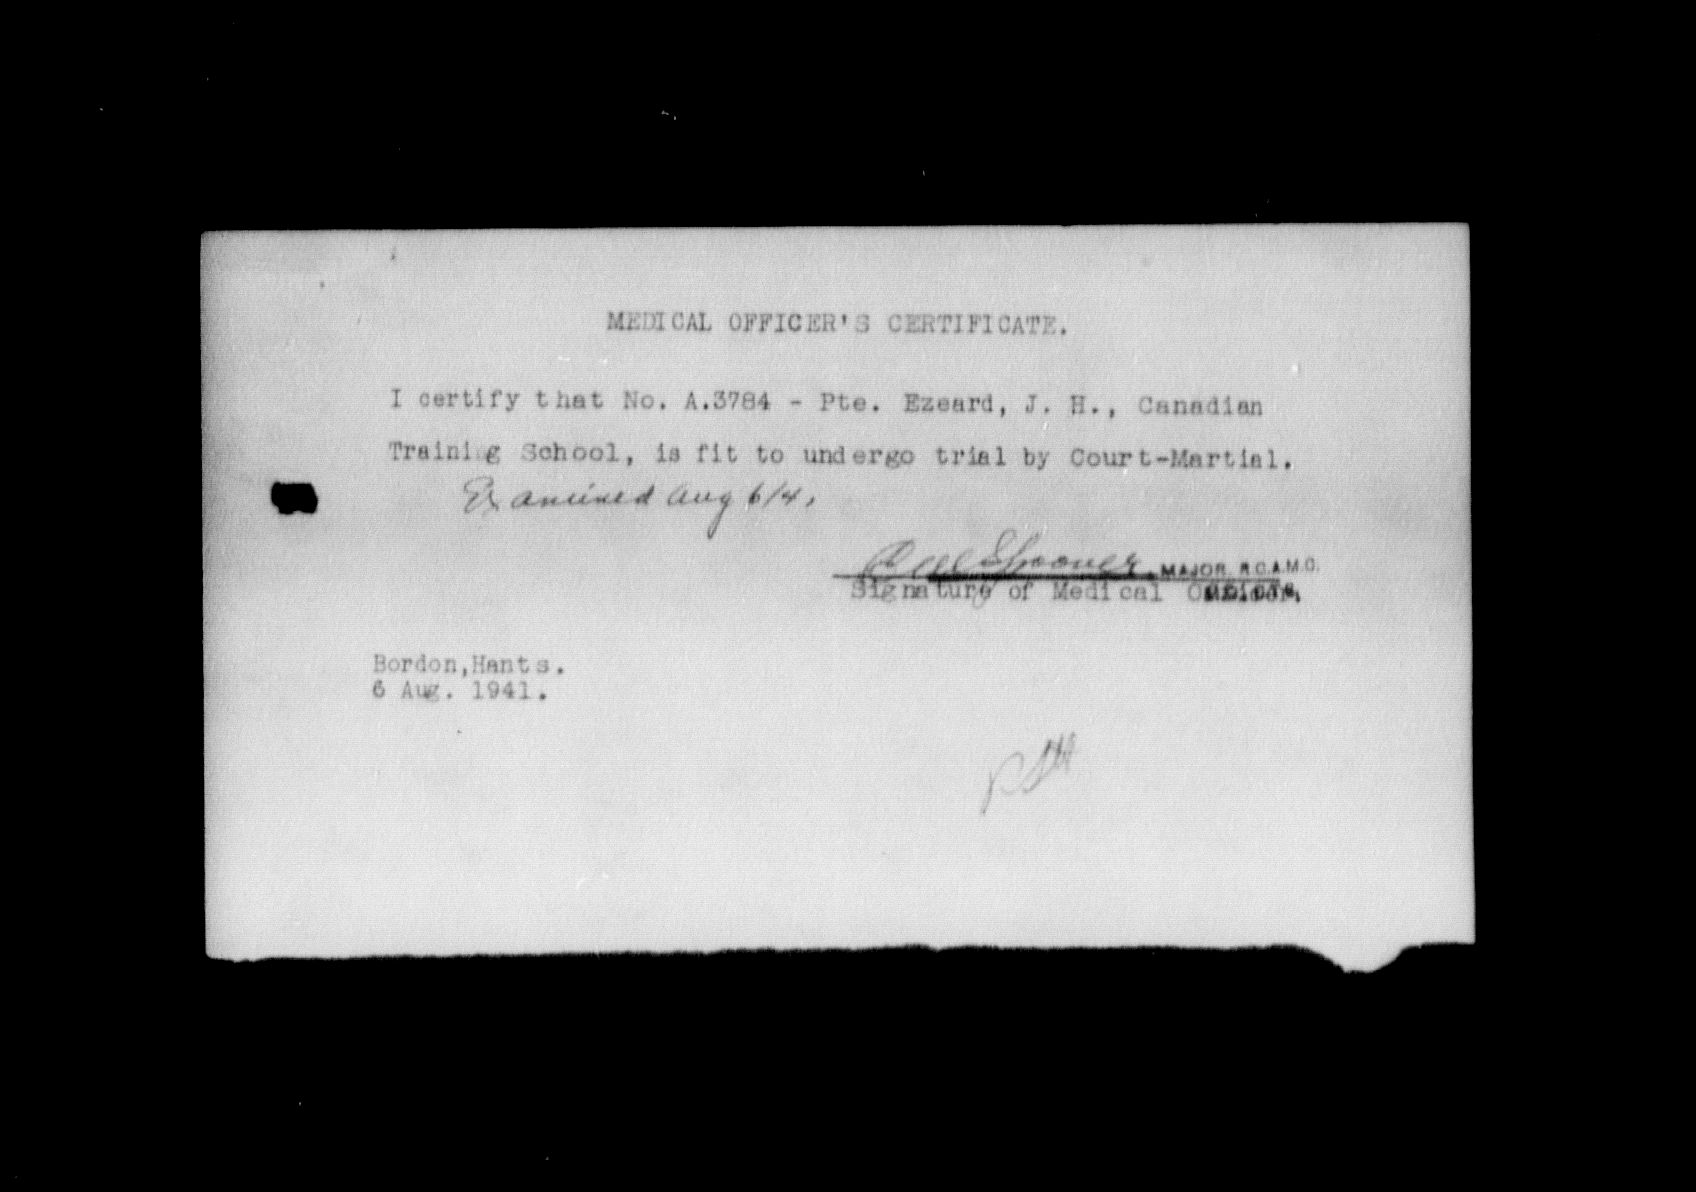 MEDICAL OFFICER'S CERTIFICATE.
I certify that No. A.3784 - Pte. Ezeard, J. H., Canadian
Training School, is fit to undergo trial by Court-Martial.
Examined Aug 6/41
Spooner, MAJOR R.C.A.M.C.
Signature of Medical Officer.
Bordon,Hants.
6 Aug. 1941.